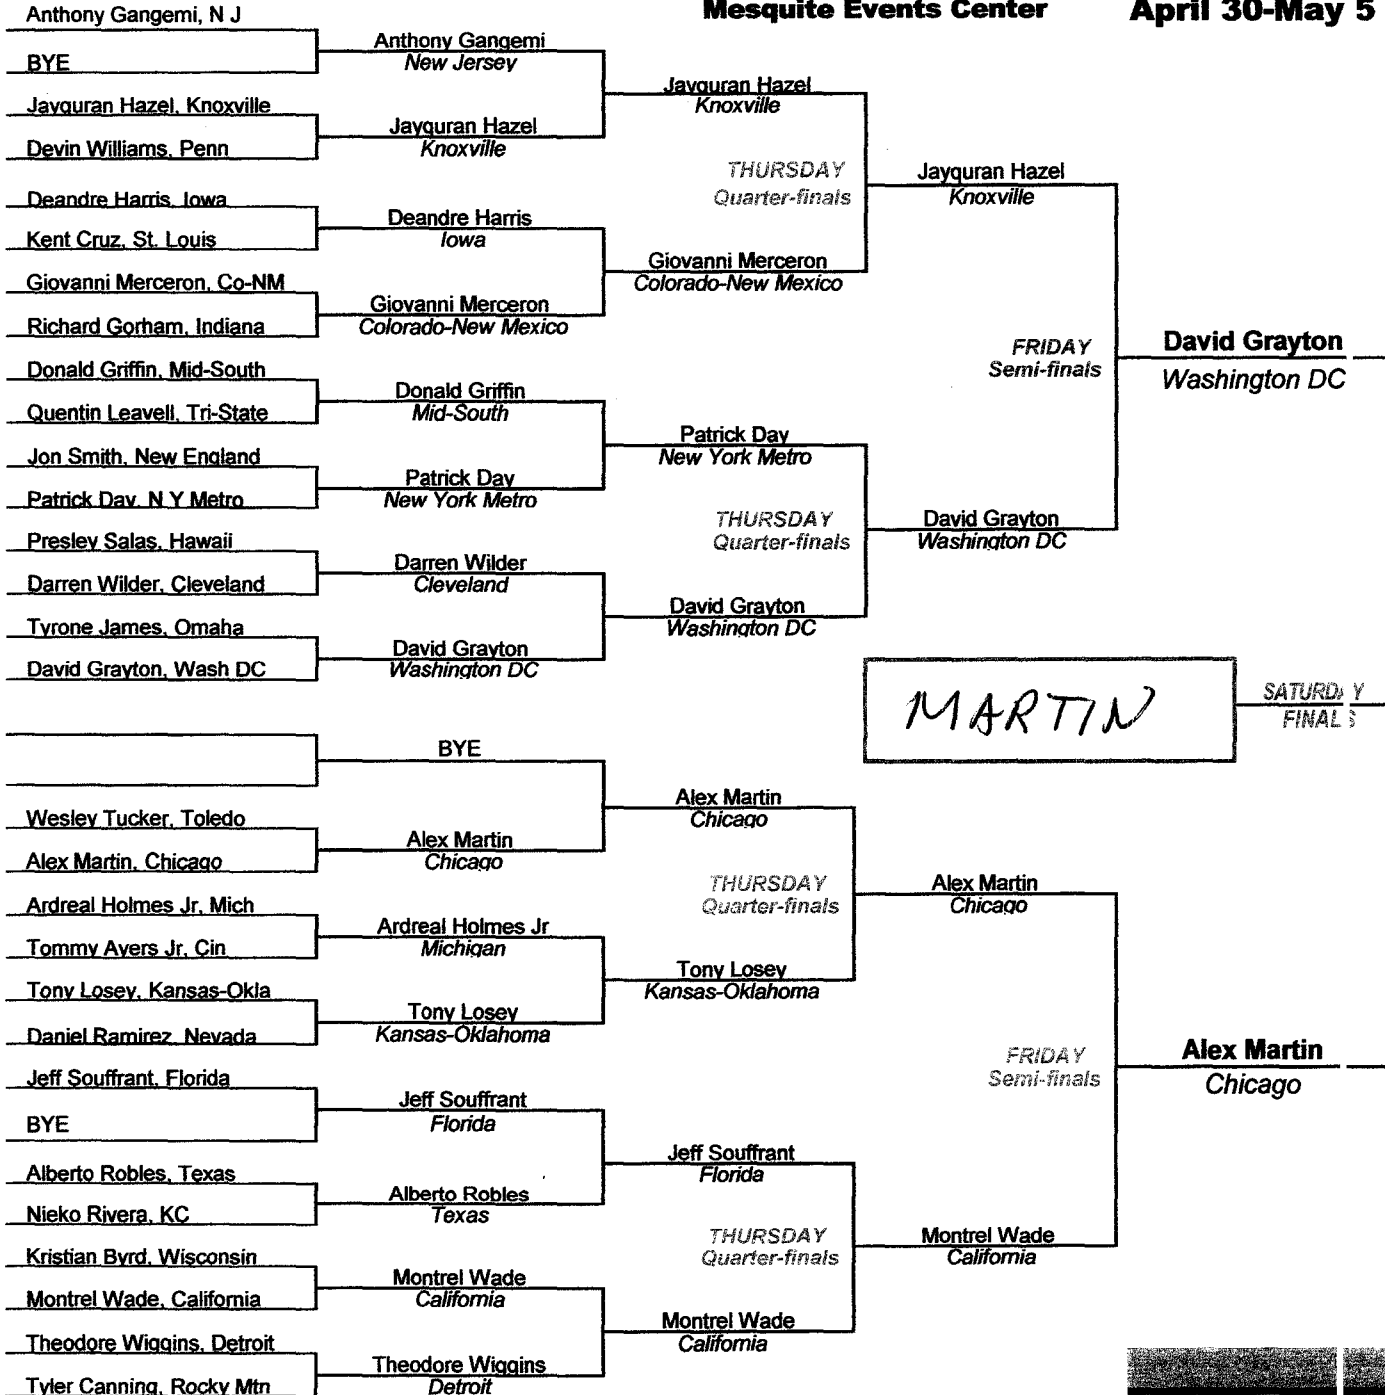 Mesquite Events Center
April 30-May 5
Anthony Gangemi, N J
BYE
Jayquran Hazel, Knoxville
Devin Williams, Penn
Deandre Harris, Iowa
Kent Cruz, St. Louis
Giovanni Merceron, Co-NM
Richard Gorham, Indiana
Donald Griffin, Mid-South
Quentin Leavell, Tri-State
Jon Smith, New England
Patrick Day, N Y Metro
Presley Salas, Hawaii
Darren Wilder, Cleveland
Tyrone James, Omaha
David Grayton, Wash DC
Wesley Tucker, Toledo
Alex Martin, Chicago
Ardreal Holmes Jr, Mich
Tommy Ayers Jr, Cin
Tony Losey, Kansas-Okla
Daniel Ramirez, Nevada
Jeff Souffrant, Florida
BYE
Alberto Robles, Texas
Nieko Rivera, KC
Kristian Byrd, Wisconsin
Montrel Wade, California
Theodore Wiggins, Detroit
Tyler Canning, Rocky Mtn
Anthony Gangemi
New Jersey
Jayquran Hazel
Knoxville
Deandre Harris
Iowa
Giovanni Merceron
Colorado-New Mexico
Donald Griffin
Mid-South
Patrick Day
New York Metro
Darren Wilder
Cleveland
David Grayton
Washington DC
BYE
Alex Martin
Chicago
Ardreal Holmes Jr
Michigan
Tony Losey
Kansas-Oklahoma
Jeff Souffrant
Florida
Alberto Robles
Texas
Montrel Wade
California
Theodore Wiggins
Detroit
Jayquran Hazel
Knoxville
THURSDAY
Quarter-finals
Giovanni Merceron
Colorado-New Mexico
Patrick Day
New York Metro
THURSDAY
Quarter-finals
David Grayton
Washington DC
Alex Martin
Chicago
THURSDAY
Quarter-finals
Tony Losey
Kansas-Oklahoma
Jeff Souffrant
Florida
THURSDAY
Quarter-finals
Montrel Wade
California
Jayquran Hazel
Knoxville
FRIDAY
Semi-finals
David Grayton
Washington DC
MARTIN
Alex Martin
Chicago
FRIDAY
Semi-finals
Montrel Wade
California
David Grayton
Washington DC
SATURDAY
FINALS
Alex Martin
Chicago